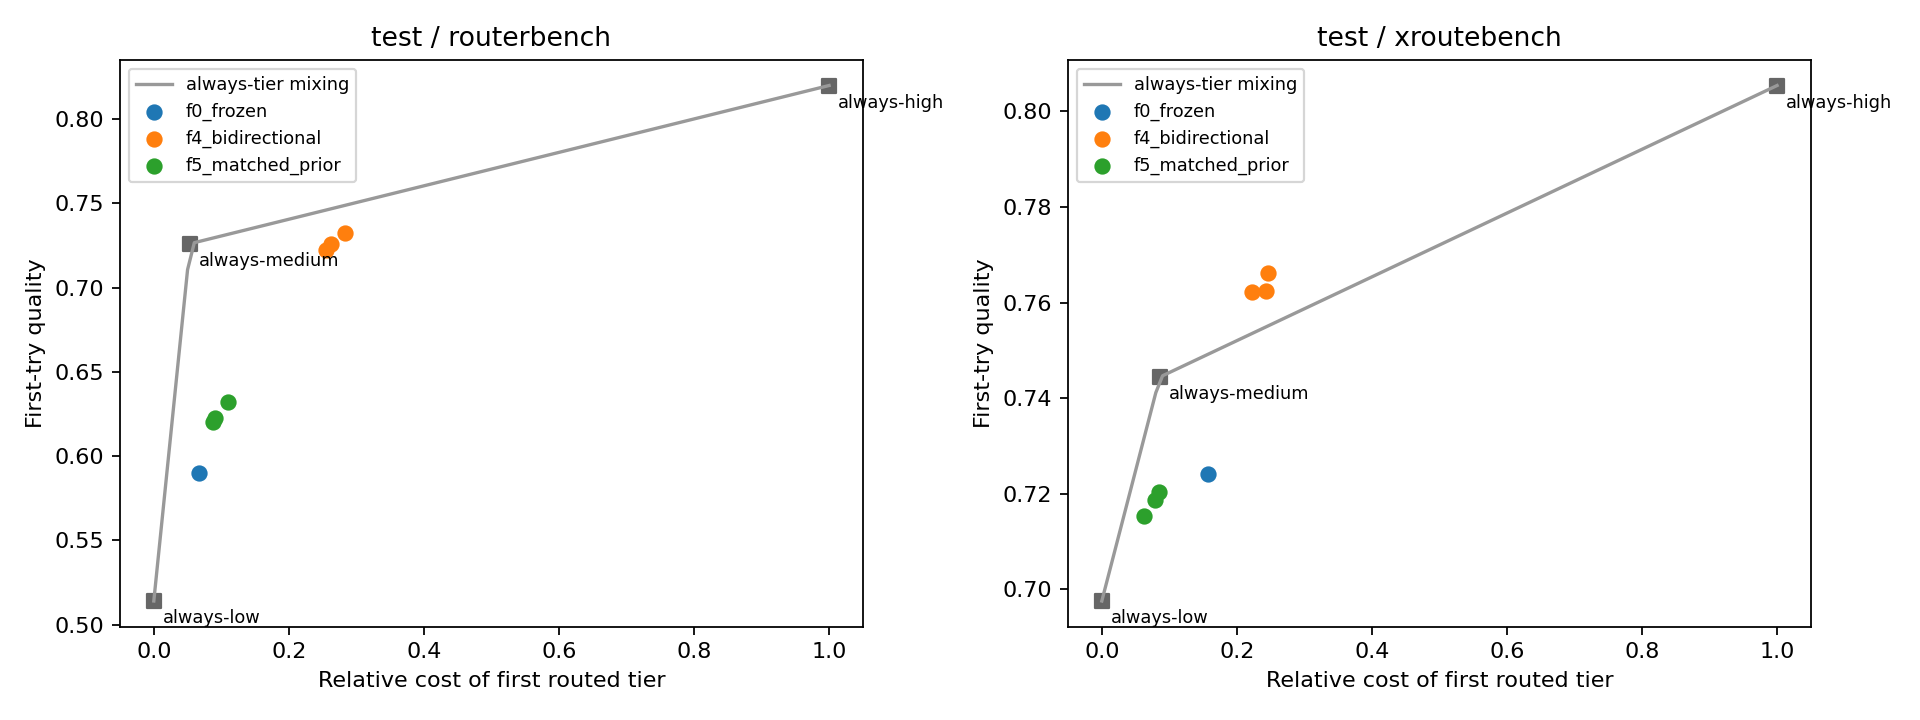 test / routerbench
always-tier mixing
f0_frozen
f4_bidirectional
f5_matched_prior
always-high
always-medium
always-low
0.80
0.75
0.70
0.65
0.60
0.55
0.50
First-try quality
0.0 0.2 0.4 0.6 0.8 1.0
Relative cost of first routed tier
test / xroutebench
always-tier mixing
f0_frozen
f4_bidirectional
f5_matched_prior
always-high
always-medium
always-low
0.80
0.78
0.76
0.74
0.72
0.70
First-try quality
0.0 0.2 0.4 0.6 0.8 1.0
Relative cost of first routed tier